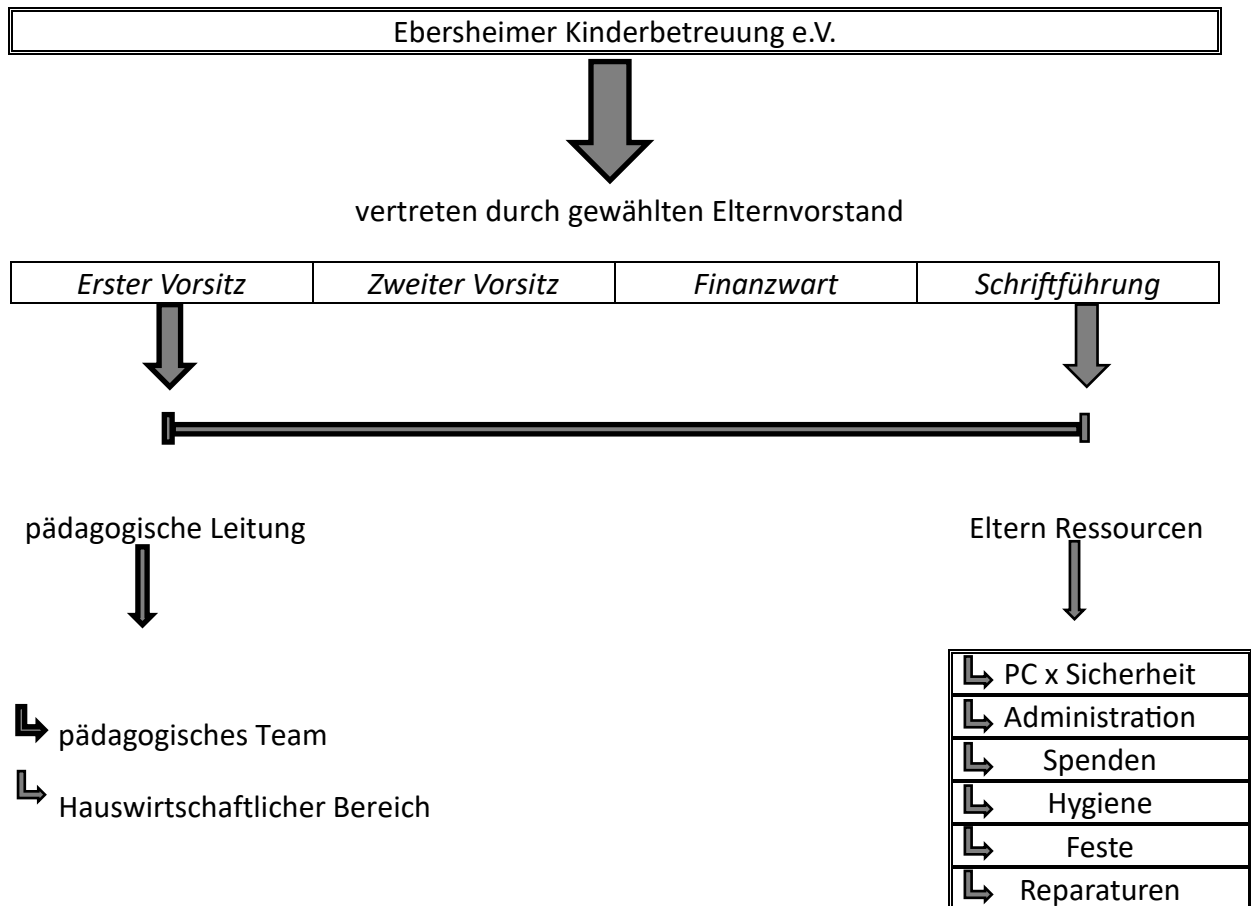 Ebersheimer Kinderbetreuung e.V.
vertreten durch gewählten Elternvorstand
Erster Vorsitz Zweiter Vorsitz Finanzwart Schriftführung
pädagogische Leitung
Eltern Ressourcen
pädagogisches Team
Hauswirtschaftlicher Bereich
PC x Sicherheit
Administration
Spenden
Hygiene
Feste
Reparaturen